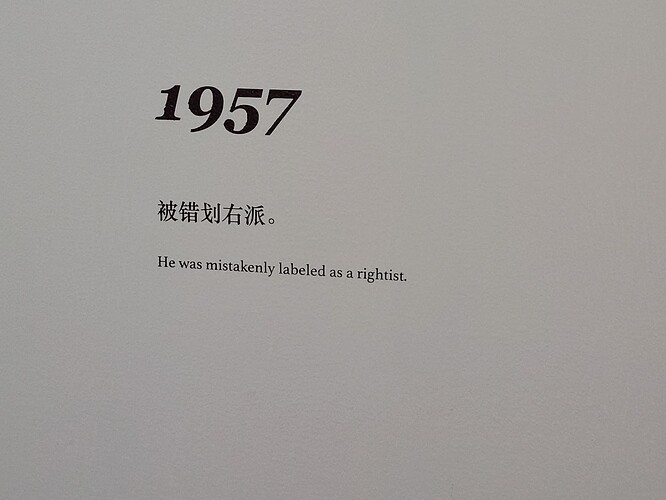 1957
被错划右派。
He was mistakenly labeled as a rightist.